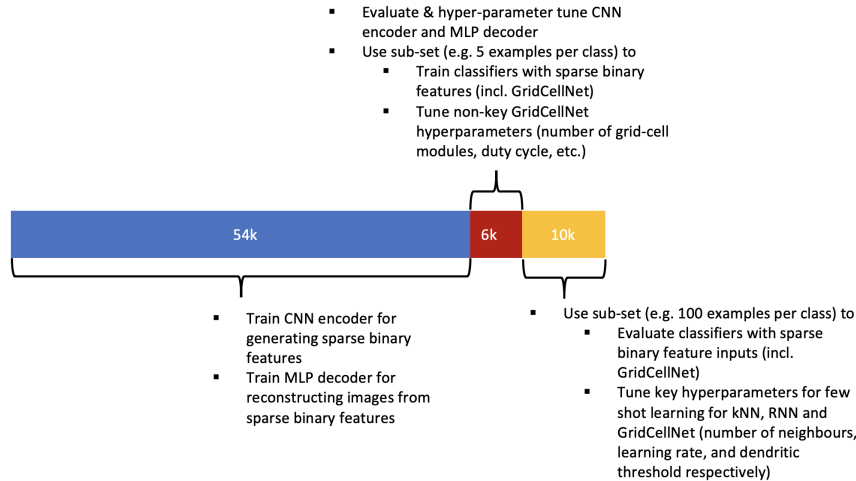 ▪ Evaluate & hyper-parameter tune CNN
encoder and MLP decoder
▪ Use sub-set (e.g. 5 examples per class) to
▪ Train classifiers with sparse binary
features (incl. GridCellNet)
▪ Tune non-key GridCellNet
hyperparameters (number of grid-cell
modules, duty cycle, etc.)
54k
6k
10k
▪ Train CNN encoder for
generating sparse binary
features
▪ Train MLP decoder for
reconstructing images from
sparse binary features
▪ Use sub-set (e.g. 100 examples per class) to
▪ Evaluate classifiers with sparse
binary feature inputs (incl.
GridCellNet)
▪ Tune key hyperparameters for few
shot learning for kNN, RNN and
GridCellNet (number of neighbours,
learning rate, and dendritic
threshold respectively)